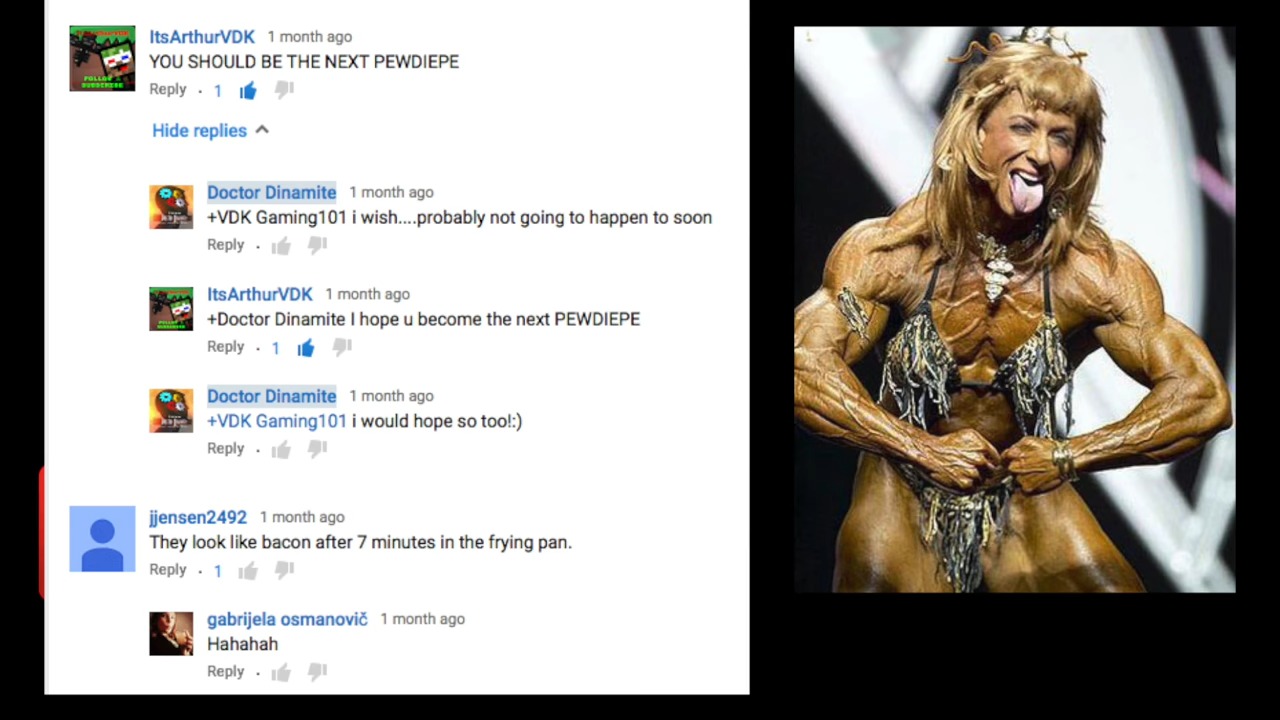 ItsArthurVDK 1 month ago
YOU SHOULD BE THE NEXT PEWDIEPE
Reply · 1
Hide replies
Doctor Dinamite 1 month ago
+VDK Gaming101 i wish....probably not going to happen to soon
Reply ·
ItsArthurVDK 1 month ago
+Doctor Dinamite I hope u become the next PEWDIEPE
Reply · 1
Doctor Dinamite 1 month ago
+VDK Gaming101 i would hope so too!:)
Reply ·
jjensen2492 1 month ago
They look like bacon after 7 minutes in the frying pan.
Reply · 1
gabrijela osmanovič 1 month ago
Hahahah
Reply ·